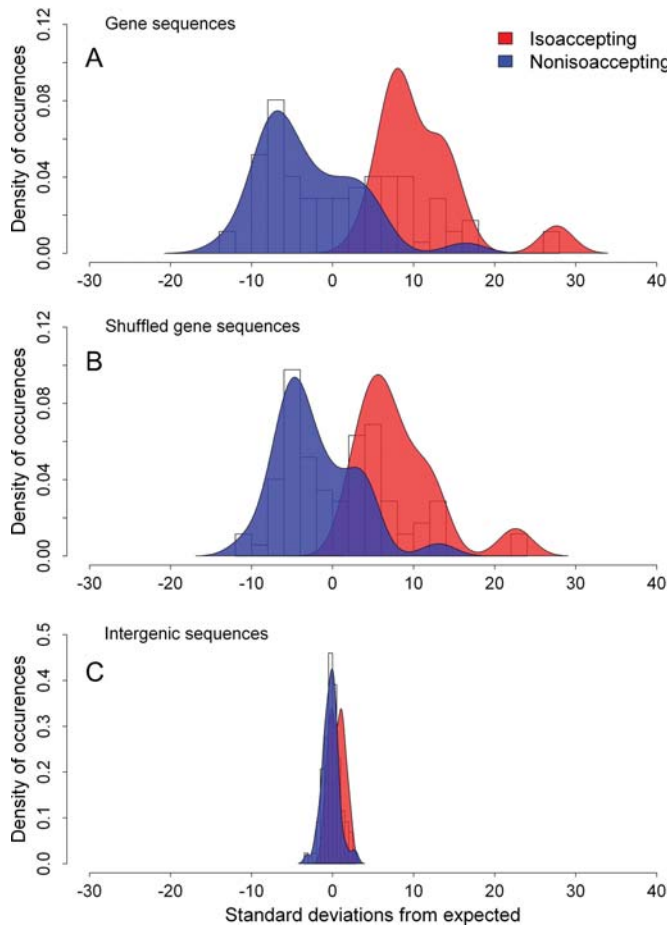 Gene sequences
A
Isoaccepting
Nonisoaccepting
Density of occurences
0.00 0.04 0.08 0.12
-30 -20 -10 0 10 20 30 40
Shuffled gene sequences
B
Density of occurences
0.00 0.04 0.08 0.12
-30 -20 -10 0 10 20 30 40
Intergenic sequences
C
Density of occurences
0.0 0.1 0.2 0.3 0.4 0.5
-30 -20 -10 0 10 20 30 40
Standard deviations from expected